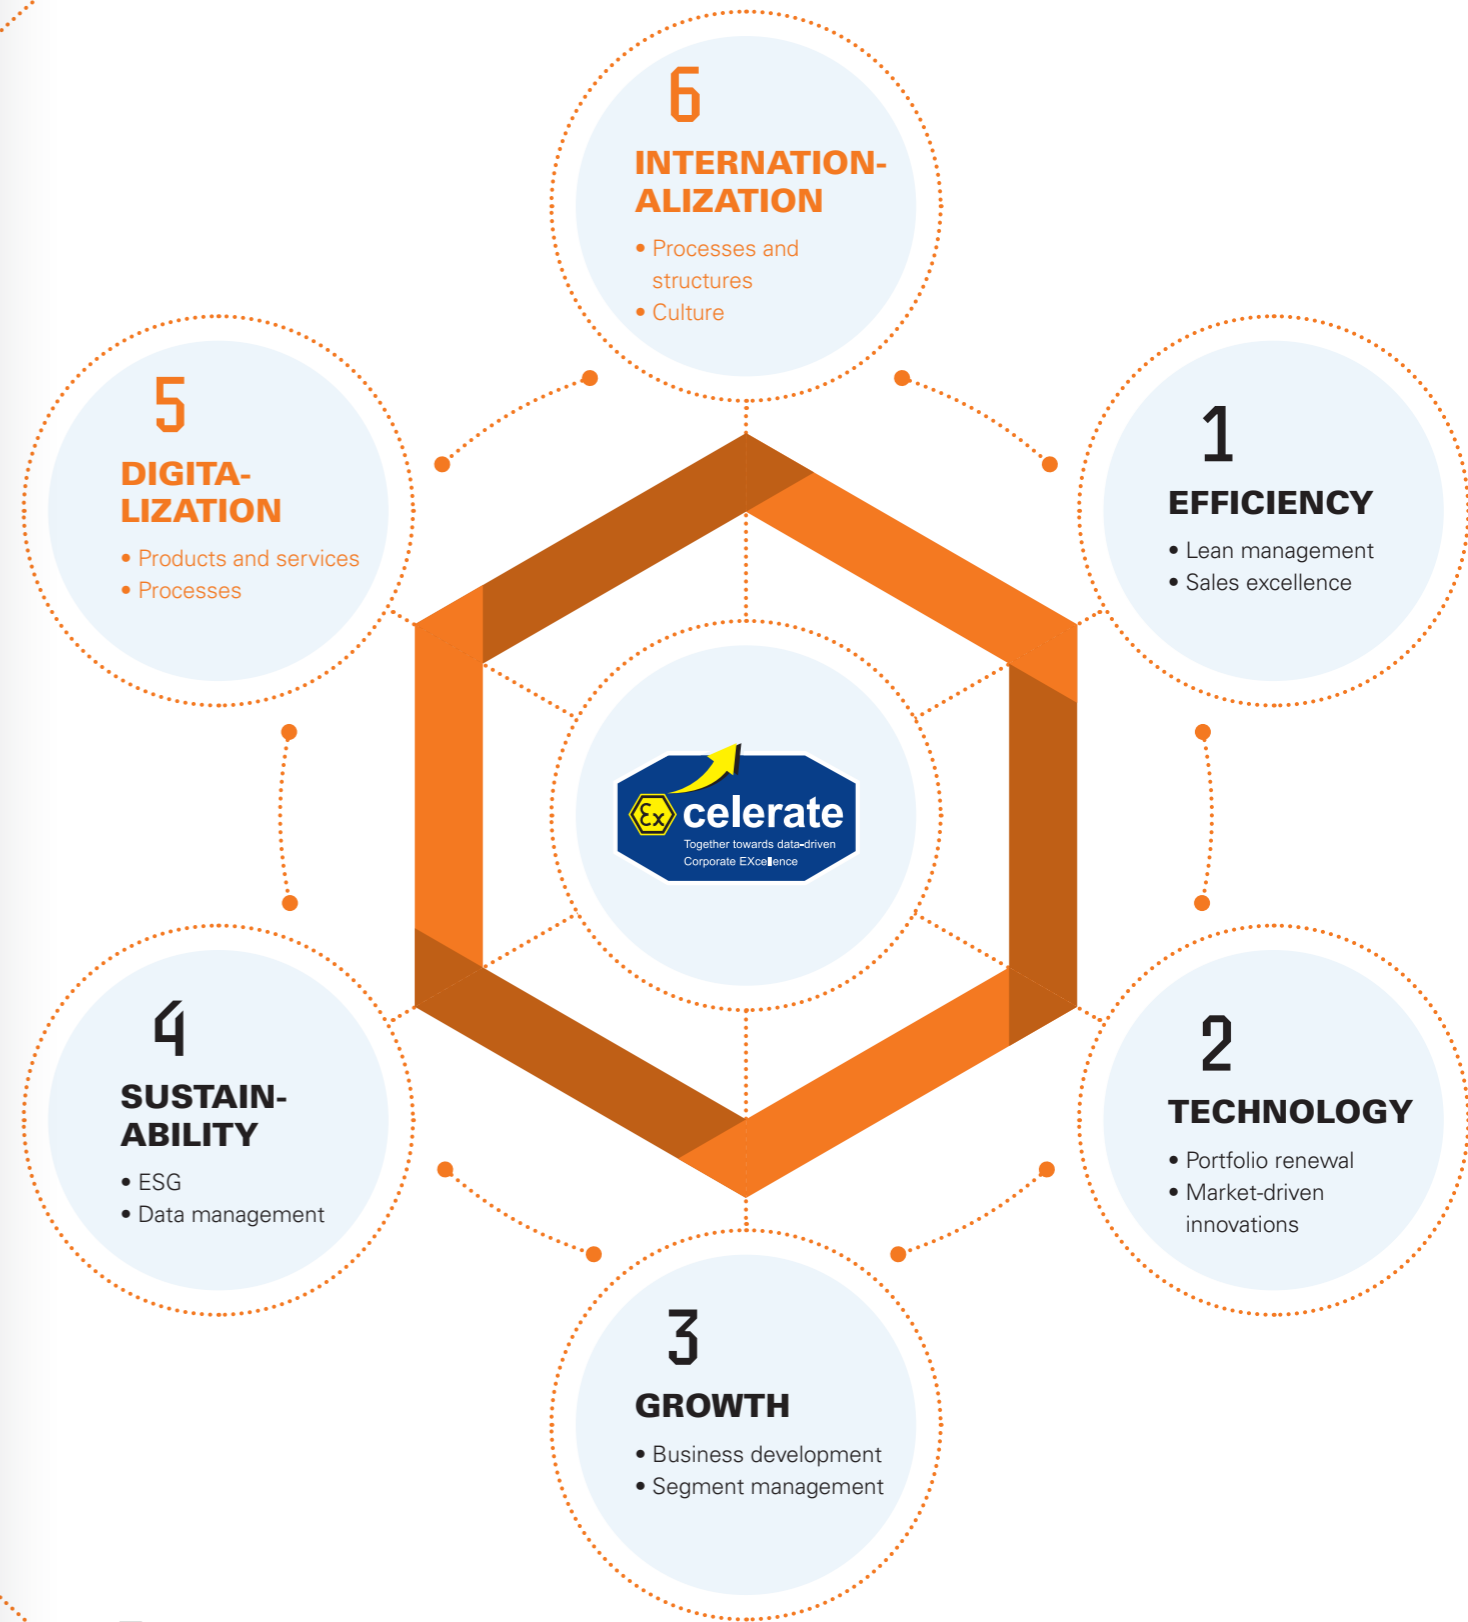 6
INTERNATION-
ALIZATION
• Processes and
structures
• Culture
5
DIGITA-
LIZATION
• Products and services
• Processes
1
EFFICIENCY
• Lean management
• Sales excellence
Ex celerate
Together towards data-driven
Corporate EXcellence
4
SUSTAIN-
ABILITY
• ESG
• Data management
2
TECHNOLOGY
• Portfolio renewal
• Market-driven
innovations
3
GROWTH
• Business development
• Segment management